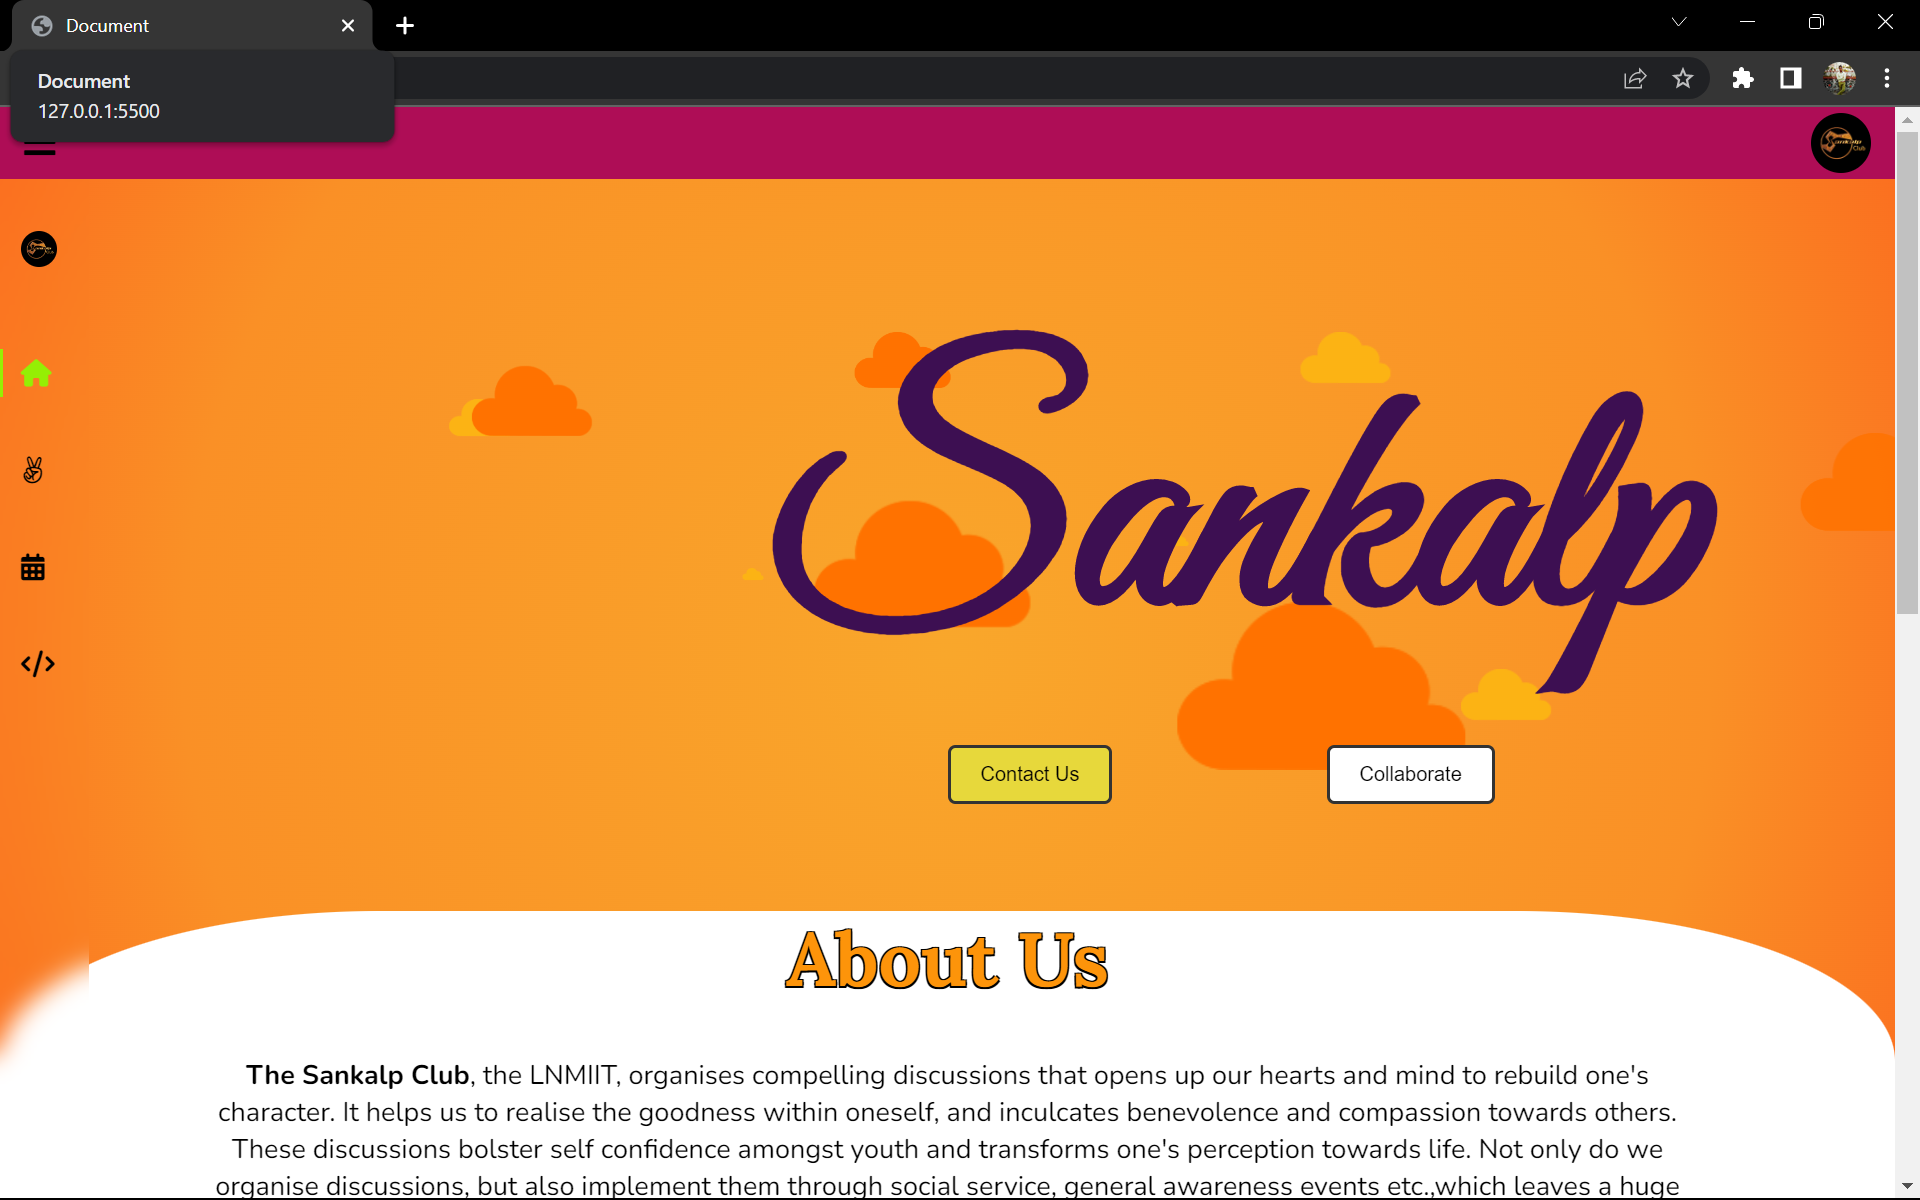 Document
Document
127.0.0.1:5500
Sankalp
Club
Sankalp
Contact Us
Collaborate
About Us
The Sankalp Club, the LNMIIT, organises compelling discussions that opens up our hearts and mind to rebuild one's
character. It helps us to realise the goodness within oneself, and inculcates benevolence and compassion towards others.
These discussions bolster self confidence amongst youth and transforms one's perception towards life. Not only do we
organise discussions, but also implement them through social service, general awareness events etc.,which leaves a huge